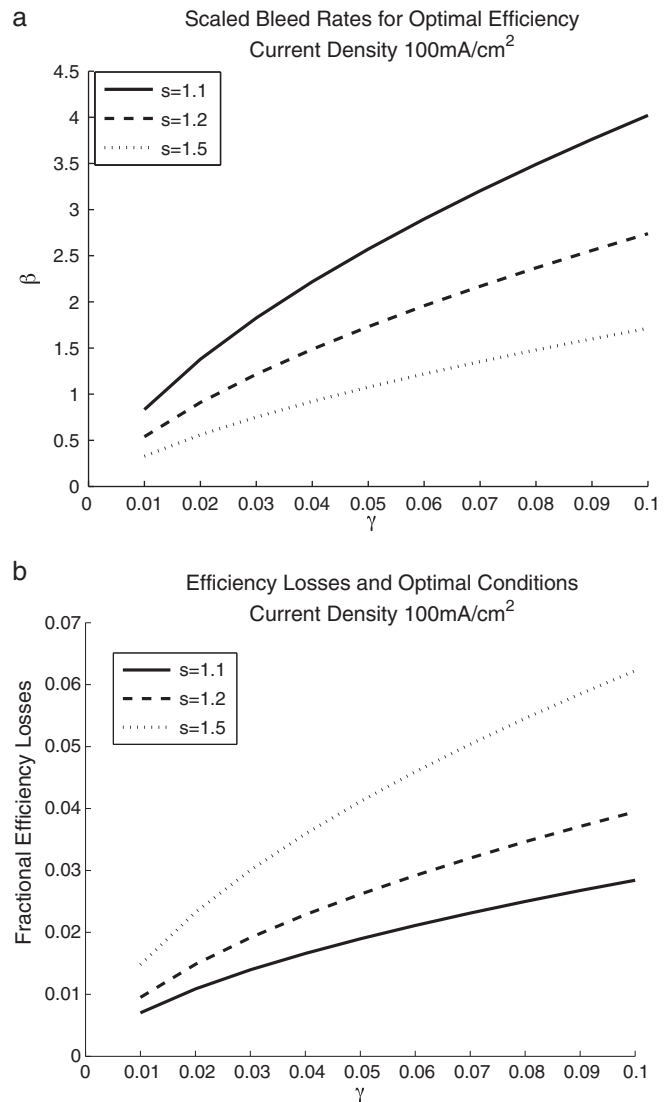 a
Scaled Bleed Rates for Optimal Efficiency
Current Density 100mA/cm²
4.5
4
3.5
3
2.5
2
1.5
1
0.5
0
β
s=1.1
s=1.2
s=1.5
0 0.01 0.02 0.03 0.04 0.05 0.06 0.07 0.08 0.09 0.1
γ
b
Efficiency Losses and Optimal Conditions
Current Density 100mA/cm²
0.07
0.06
0.05
0.04
0.03
0.02
0.01
0
Fractional Efficiency Losses
s=1.1
s=1.2
s=1.5
0 0.01 0.02 0.03 0.04 0.05 0.06 0.07 0.08 0.09 0.1
γ